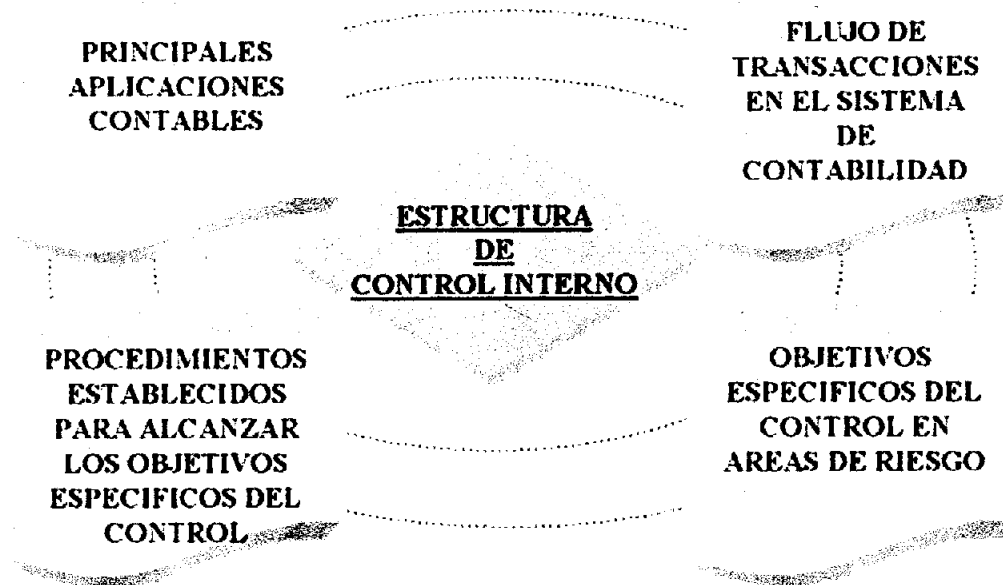 PRINCIPALES
APLICACIONES
CONTABLES
FLUJO DE
TRANSACCIONES
EN EL SISTEMA
DE
CONTABILIDAD
ESTRUCTURA
DE
CONTROL INTERNO
PROCEDIMIENTOS
ESTABLECIDOS
PARA ALCANZAR
LOS OBJETIVOS
ESPECIFICOS DEL
CONTROL
OBJETIVOS
ESPECIFICOS DEL
CONTROL EN
AREAS DE RIESGO